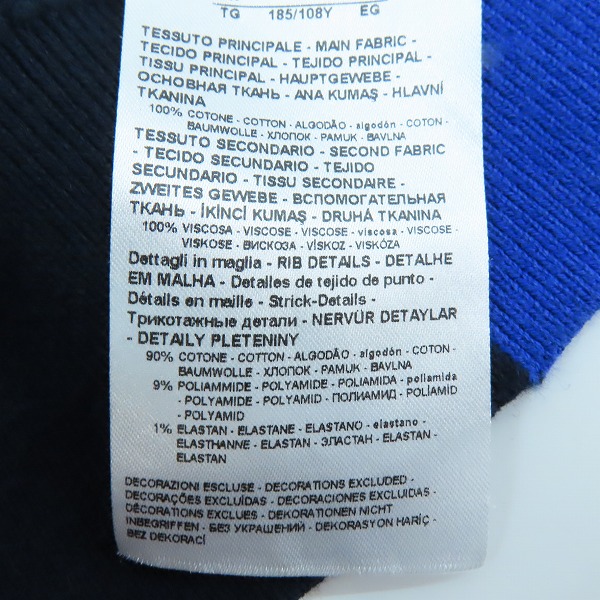 TG 185/108Y EG
TESSUTO PRINCIPALE - MAIN FABRIC -
TECIDO PRINCIPAL - TEJIDO PRINCIPAL -
TISSU PRINCIPAL - HAUPTGEWEBE -
ОСНОВНАЯ ТКАНЬ - ANA KUMAŞ - HLAVNÍ
TKANINA
100% COTONE - COTTON - ALGODÃO - algodón - COTON -
BAUMWOLLE - ХЛОПОК - PAMUK - BAVLNA
TESSUTO SECONDARIO - SECOND FABRIC
- TECIDO SECUNDARIO - TEJIDO
SECUNDARIO - TISSU SECONDAIRE -
ZWEITES GEWEBE - ВСПОМОГАТЕЛЬНАЯ
ТКАНЬ - İKİNCİ KUMAŞ - DRUHÁ TKANINA
100% VISCOSA - VISCOSE - VISCOSE - viscosa - VISCOSE -
VISKOSE - ВИСКОЗА - VİSKOZ - VISKÓZA
Dettagli in maglia - RIB DETAILS - DETALHE
EM MALHA - Detalles de tejido de punto -
Détails en maille - Strick-Details -
Трикотажные детали - NERVÜR DETAYLAR
- DETAILY PLETENINY
90% COTONE - COTTON - ALGODÃO - algodón - COTON -
BAUMWOLLE - ХЛОПОК - PAMUK - BAVLNA
9% POLIAMMIDE - POLYAMIDE - POLIAMIDA - poliamida
- POLYAMIDE - POLYAMID - ПОЛИАМИД - POLİAMİD
- POLYAMID
1% ELASTAN - ELASTANE - ELASTANO - elastano -
ELASTHANNE - ELASTAN - ЭЛАСТАН - ELASTAN -
ELASTAN
DECORAZIONI ESCLUSE - DECORATIONS EXCLUDED -
DECORAÇÕES EXCLUÍDAS - DECORACIONES EXCLUIDAS -
DÉCORATIONS EXCLUES - DEKORATIONEN NICHT
INBEGRIFFEN - БЕЗ УКРАШЕНИЙ - DEKORASYON HARİÇ -
BEZ DEKORACÍ